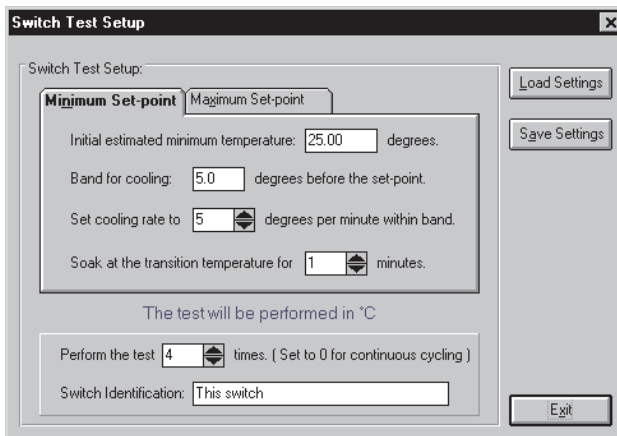 Switch Test Setup
Switch Test Setup:
Load Settings
Minimum Set-point Maximum Set-point
Initial estimated minimum temperature: 25.00 degrees.
Save Settings
Band for cooling: 5.0 degrees before the set-point.
Set cooling rate to 5 degrees per minute within band.
Soak at the transition temperature for 1 minutes.
The test will be performed in °C
Perform the test 4 times. ( Set to 0 for continuous cycling )
Switch Identification: This switch
Exit